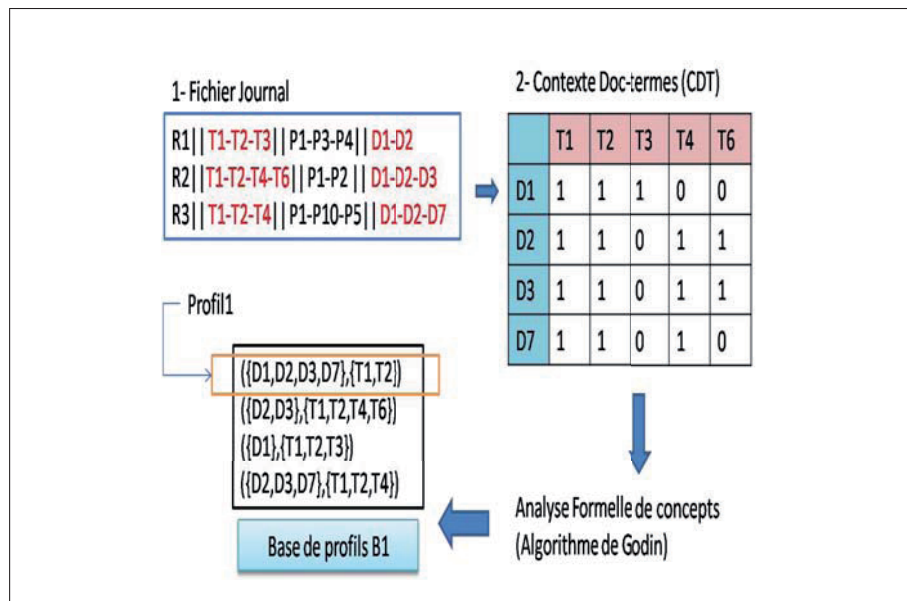 1- Fichier Journal
R1|| T1-T2-T3|| P1-P3-P4|| D1-D2
R2||T1-T2-T4-T6|| P1-P2 || D1-D2-D3
R3|| T1-T2-T4||P1-P10-P5|| D1-D2-D7
2- Contexte Doc-termes (CDT)
T1 T2 T3 T4 T6
D1 1 1 1 0 0
D2 1 1 0 1 1
D3 1 1 0 1 1
D7 1 1 0 1 0
Profil1
({D1,D2,D3,D7},{T1,T2})
({D2,D3},{T1,T2,T4,T6})
({D1},{T1,T2,T3})
({D2,D3,D7},{T1,T2,T4})
Base de profils B1
Analyse Formelle de concepts
(Algorithme de Godin)